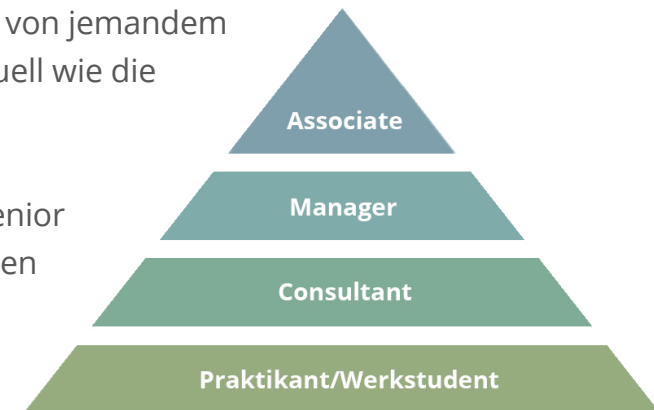 von jemandem
uell wie die
enior
en
Associate
Manager
Consultant
Praktikant/Werkstudent